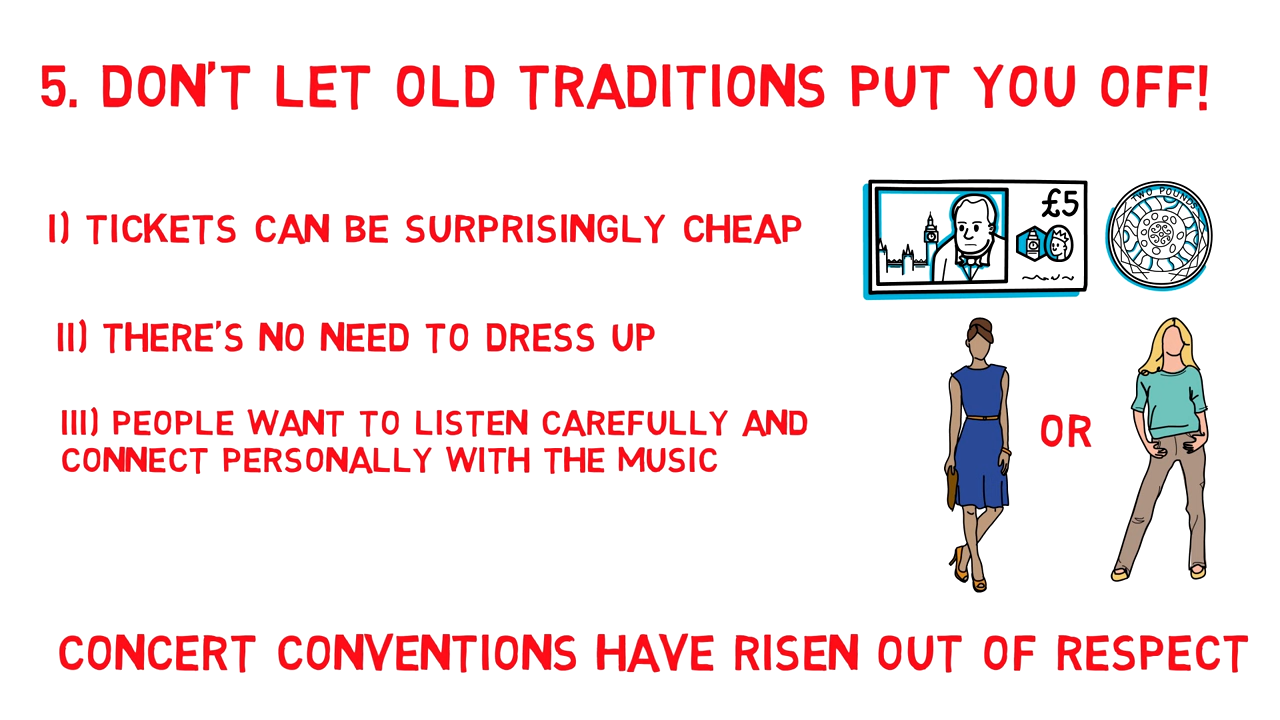 5. DON'T LET OLD TRADITIONS PUT YOU OFF!
I) TICKETS CAN BE SURPRISINGLY CHEAP
£5
TWO POUNDS
II) THERE'S NO NEED TO DRESS UP
III) PEOPLE WANT TO LISTEN CAREFULLY AND
CONNECT PERSONALLY WITH THE MUSIC
OR
CONCERT CONVENTIONS HAVE RISEN OUT OF RESPECT